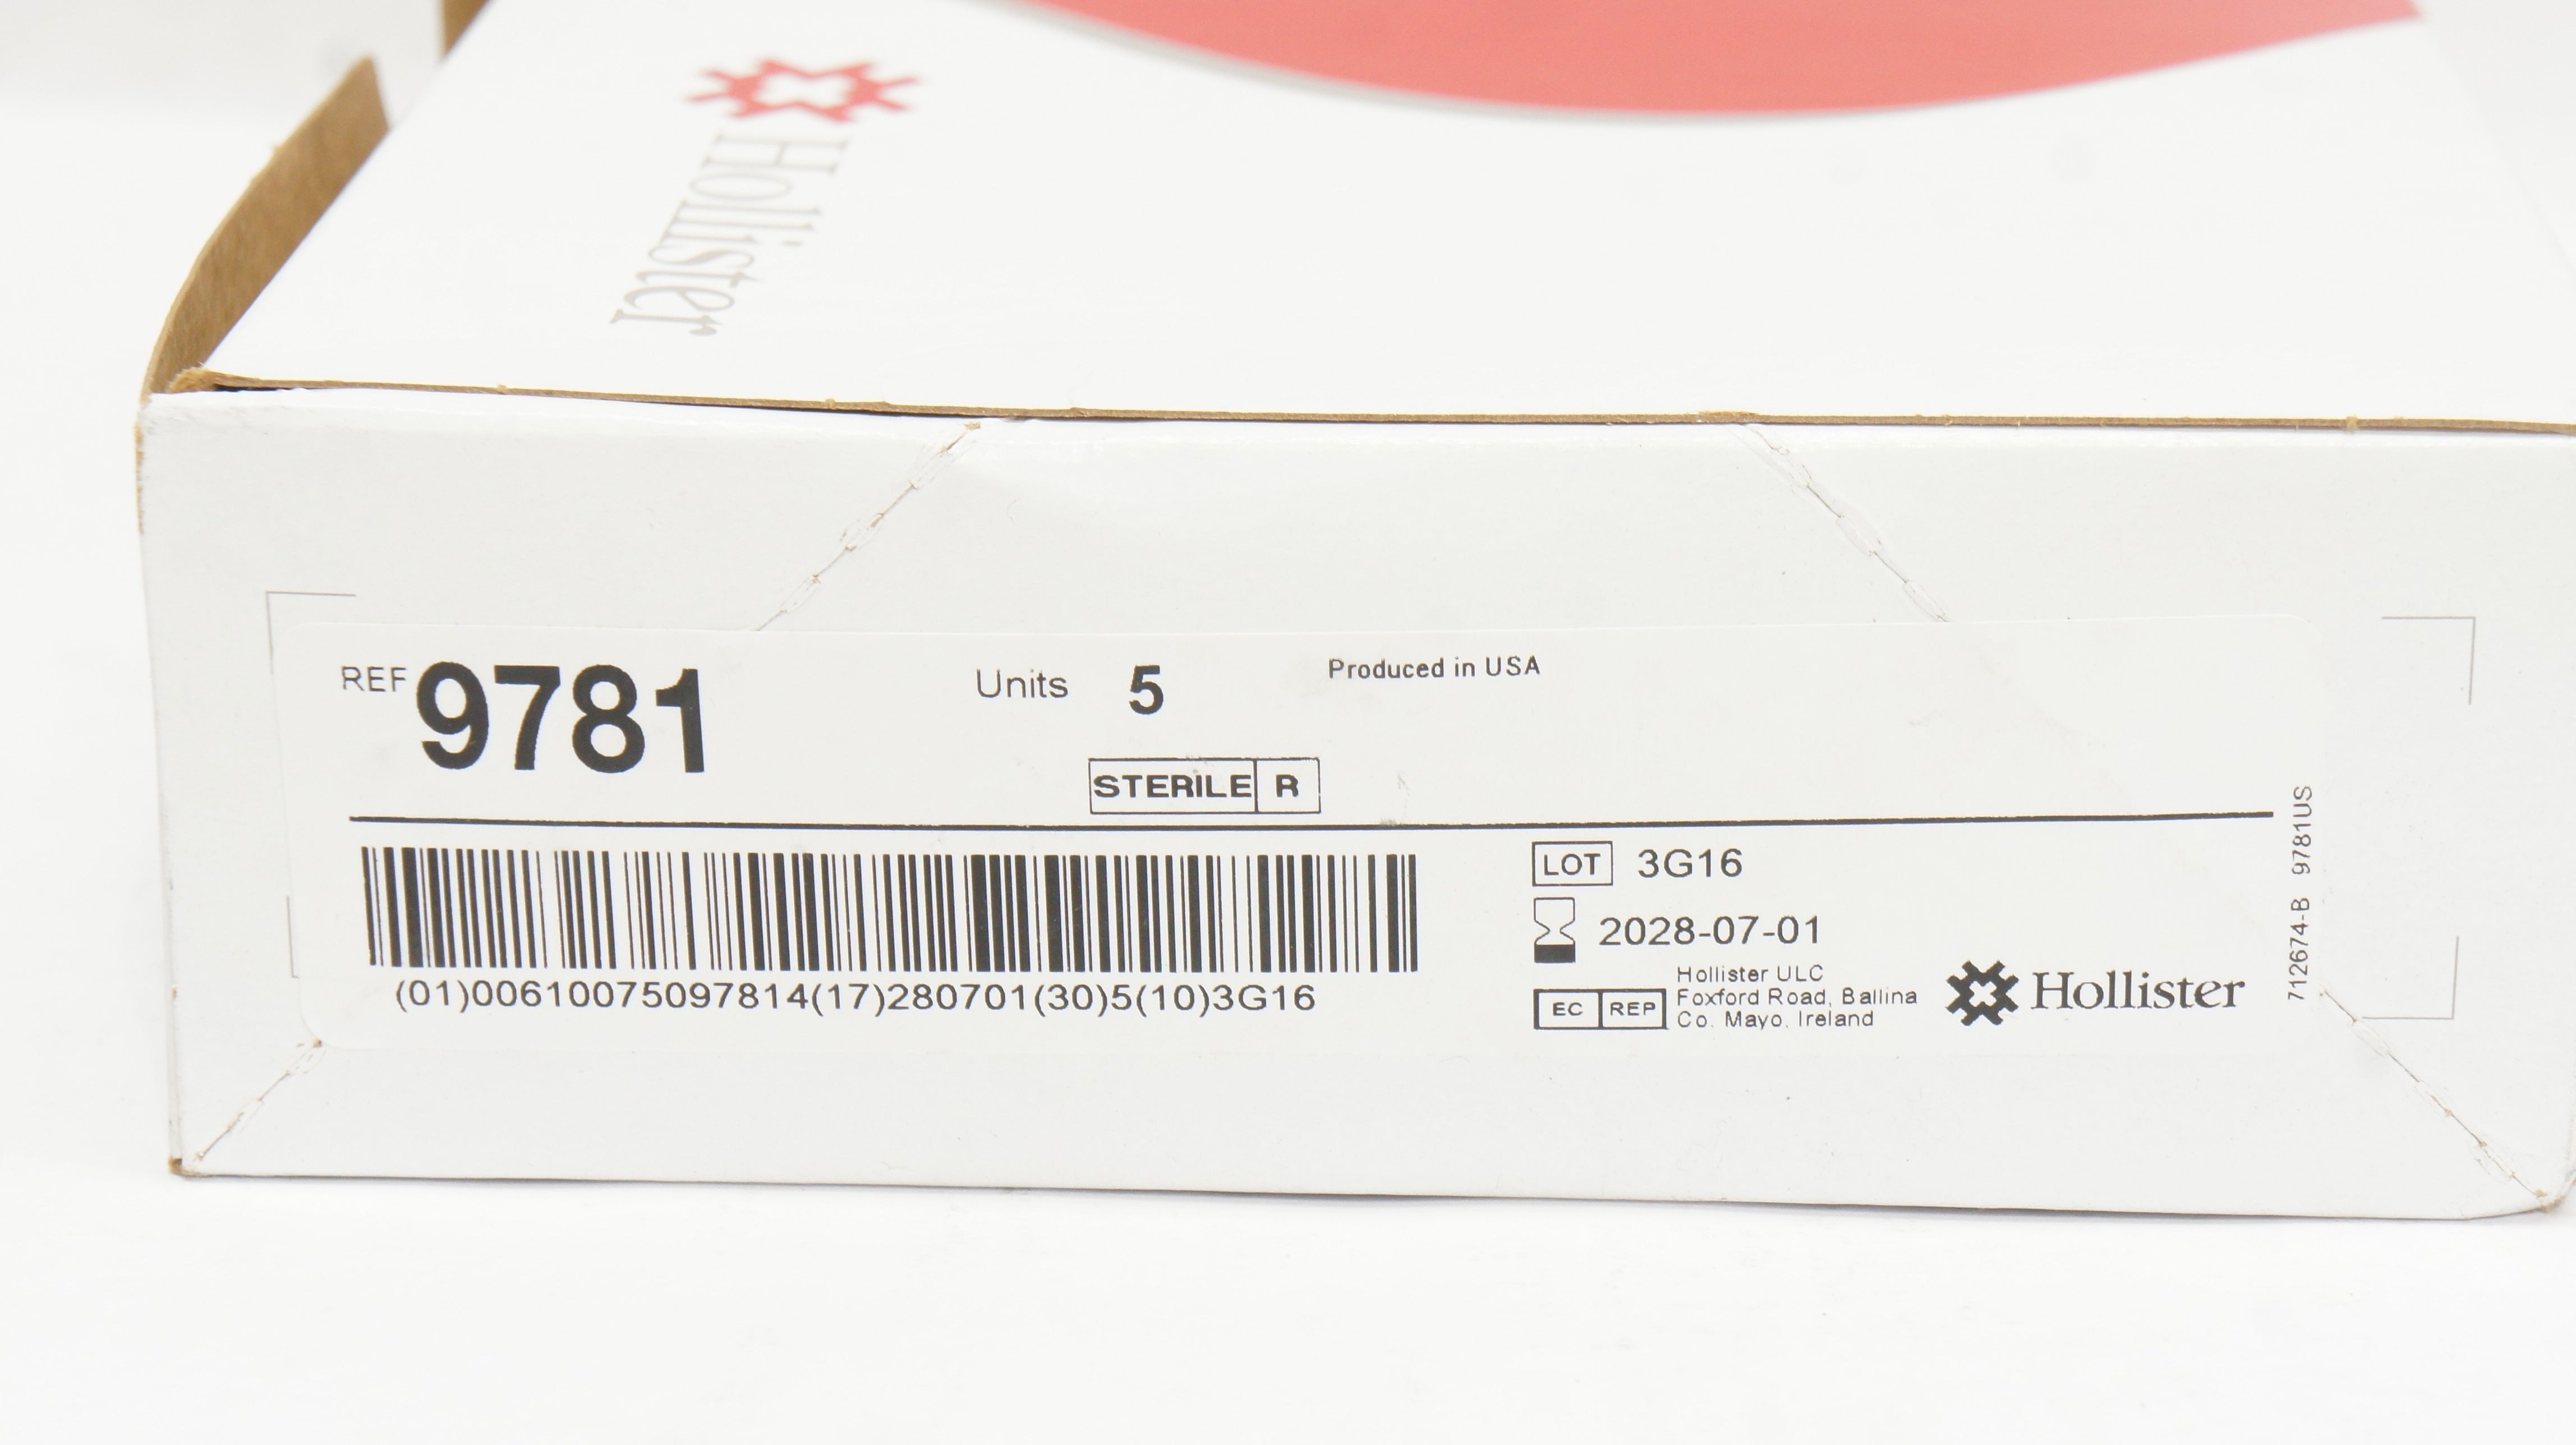 Hollister
REF 9781
Units 5
Produced in USA
STERILE R
LOT 3G16
2028-07-01
(01)00610075097814(17)280701(30)5(10)3G16
EC REP
Hollister ULC
Foxford Road, Ballina
Co. Mayo, Ireland
Hollister
712674-B 9781US